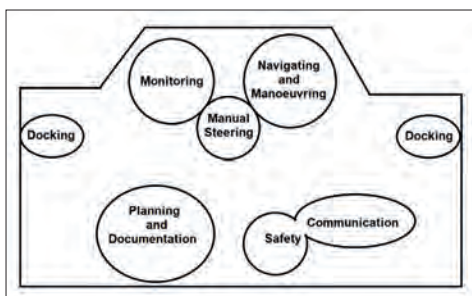 Monitoring
Navigating
and
Manoeuvring
Manual
Steering
Docking
Docking
Planning
and
Documentation
Safety
Communication